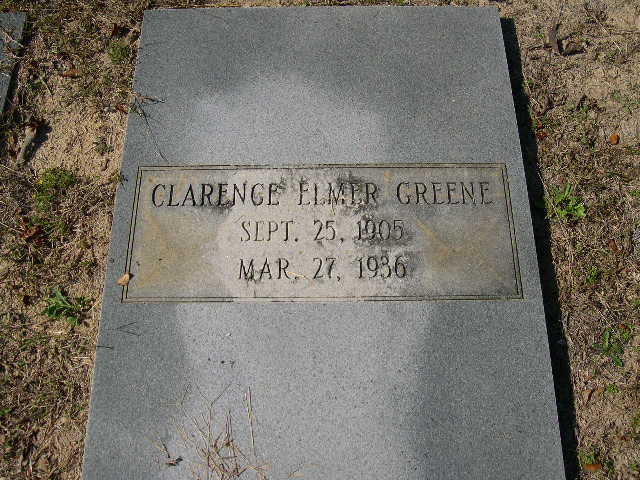 CLARENCE ELMER GREENE
SEPT. 25, 1905
MAR. 27, 1936